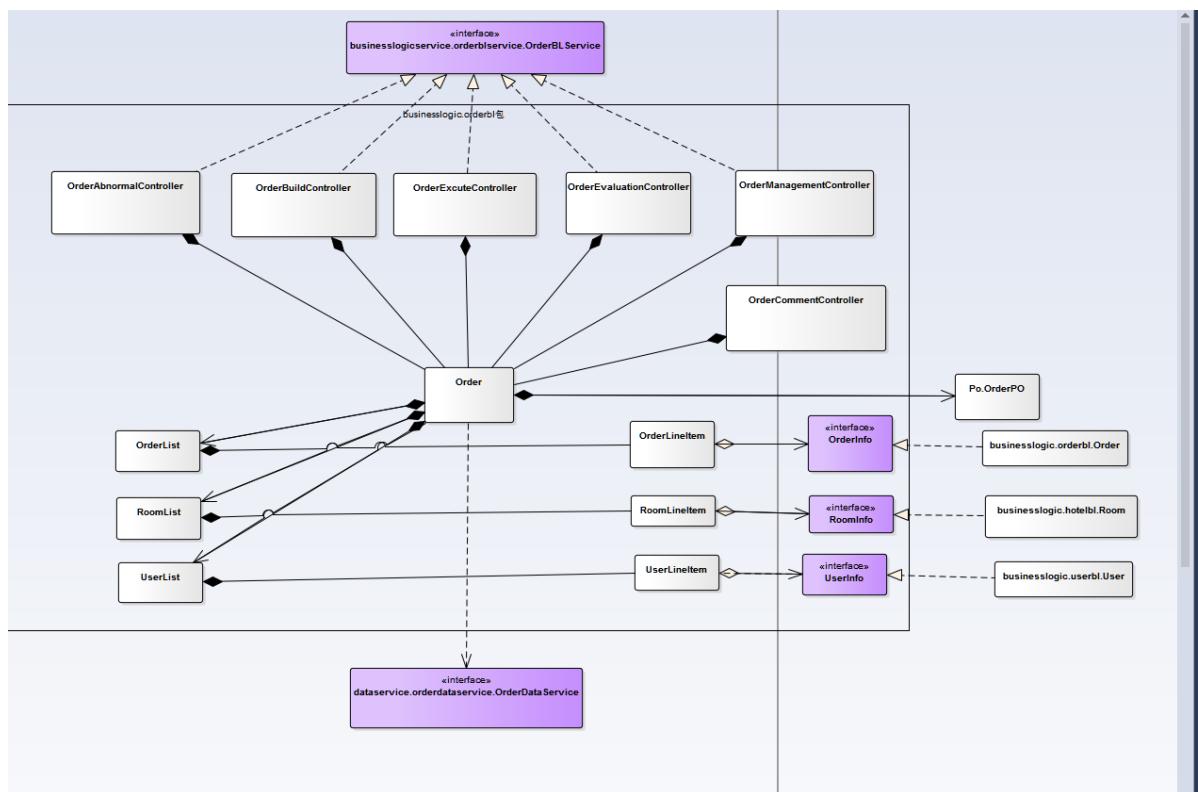 «interface»
businesslogicservice.orderblservice.OrderBLService
businesslogic.orderbl包
OrderAbnormalController
OrderBuildController
OrderExcuteController
OrderEvaluationController
OrderManagementController
OrderCommentController
Order
Po.OrderPO
OrderList
OrderLineItem
«interface»
OrderInfo
businesslogic.orderbl.Order
RoomList
RoomLineItem
«interface»
RoomInfo
businesslogic.hotelbl.Room
UserList
UserLineItem
«interface»
UserInfo
businesslogic.userbl.User
«interface»
dataservice.orderdataservice.OrderDataService